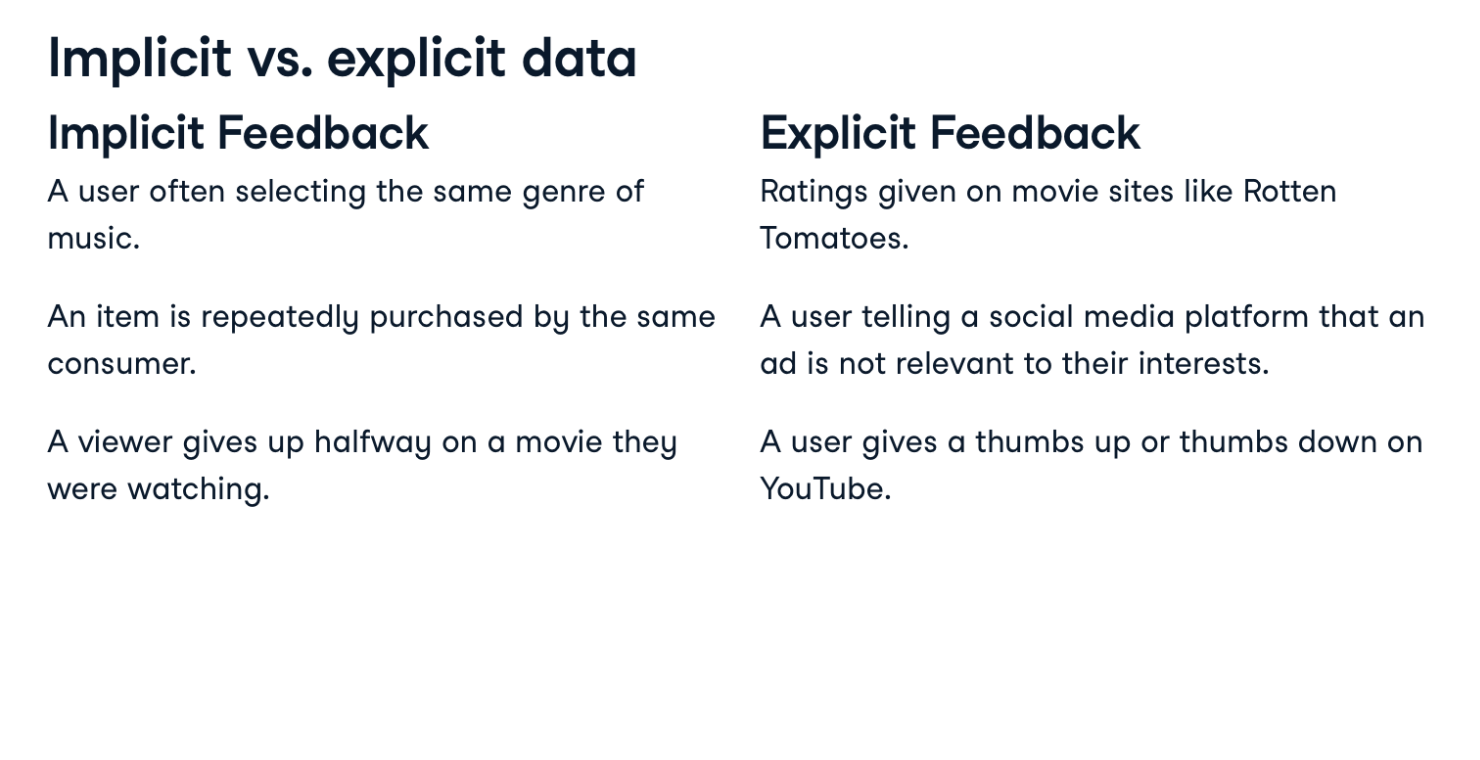 Implicit vs. explicit data
Implicit Feedback
A user often selecting the same genre of
music.
An item is repeatedly purchased by the same
consumer.
A viewer gives up halfway on a movie they
were watching.
Explicit Feedback
Ratings given on movie sites like Rotten
Tomatoes.
A user telling a social media platform that an
ad is not relevant to their interests.
A user gives a thumbs up or thumbs down on
YouTube.